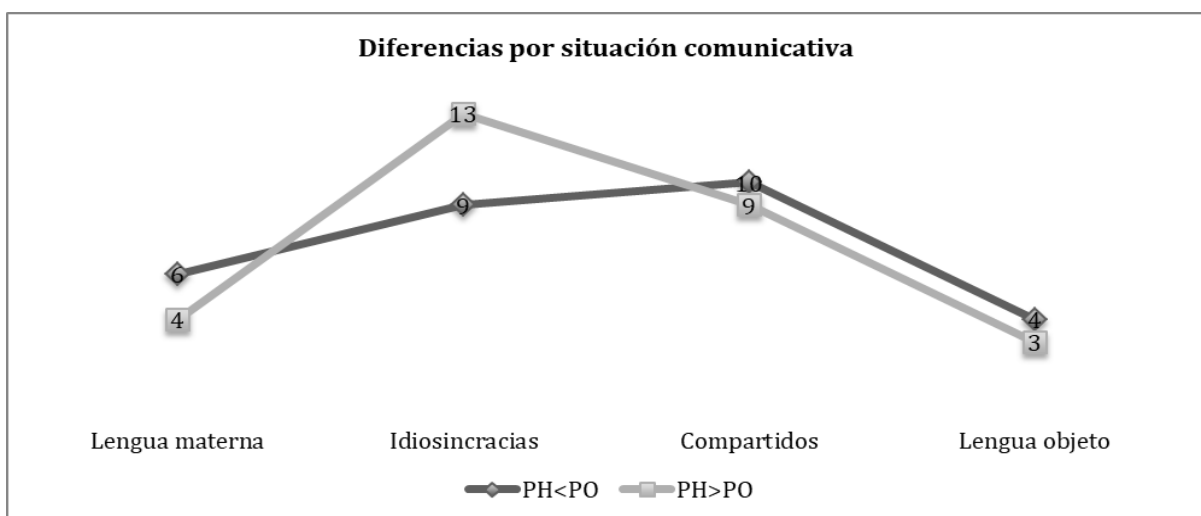 Diferencias por situación comunicativa
13
10
9
9
6
4
4
3
Lengua materna Idiosincracias Compartidos Lengua objeto
PH<PO PH>PO